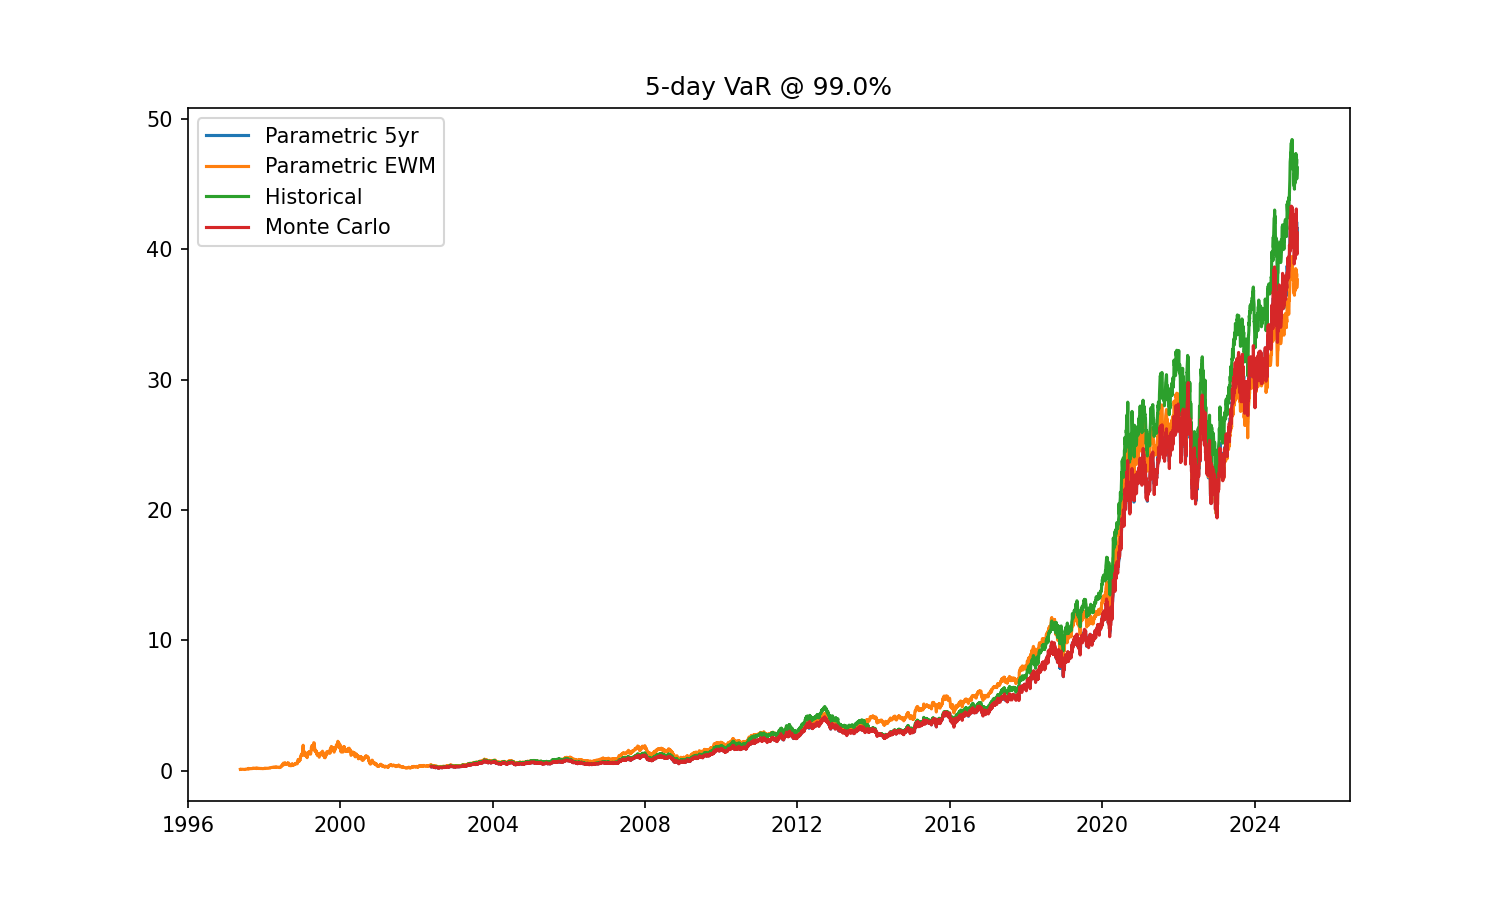 5-day VaR @ 99.0%
50
40
30
20
10
0
Parametric 5yr
Parametric EWM
Historical
Monte Carlo
1996 2000 2004 2008 2012 2016 2020 2024